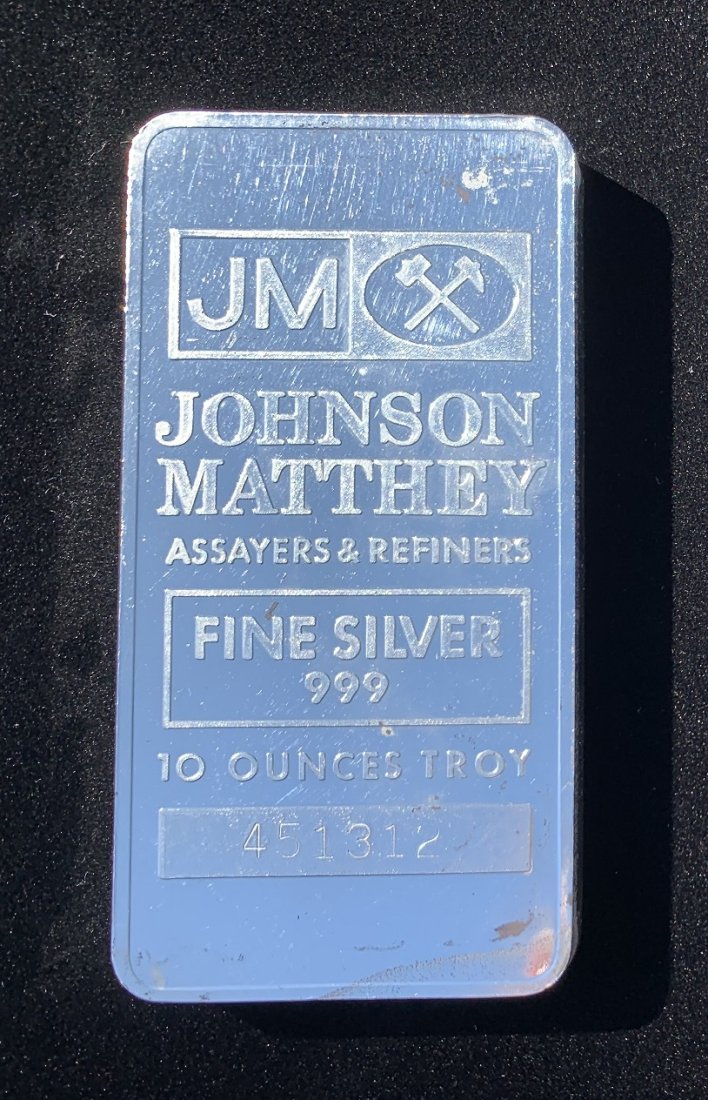 JM
JOHNSON
MATTHEY
ASSAYERS & REFINERS
FINE SILVER
999
10 OUNCES TROY
451312